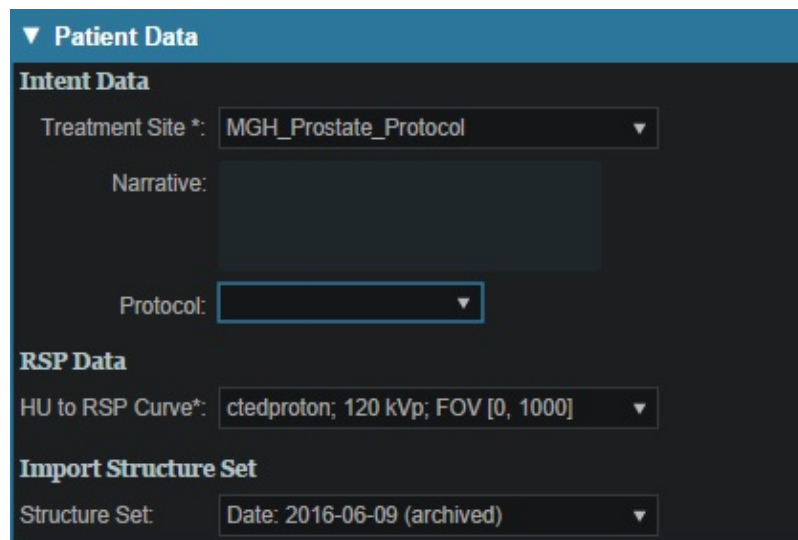 ▼ Patient Data
Intent Data
Treatment Site *: MGH_Prostate_Protocol
Narrative:
Protocol:
RSP Data
HU to RSP Curve*: ctedproton; 120 kVp; FOV [0, 1000]
Import Structure Set
Structure Set: Date: 2016-06-09 (archived)